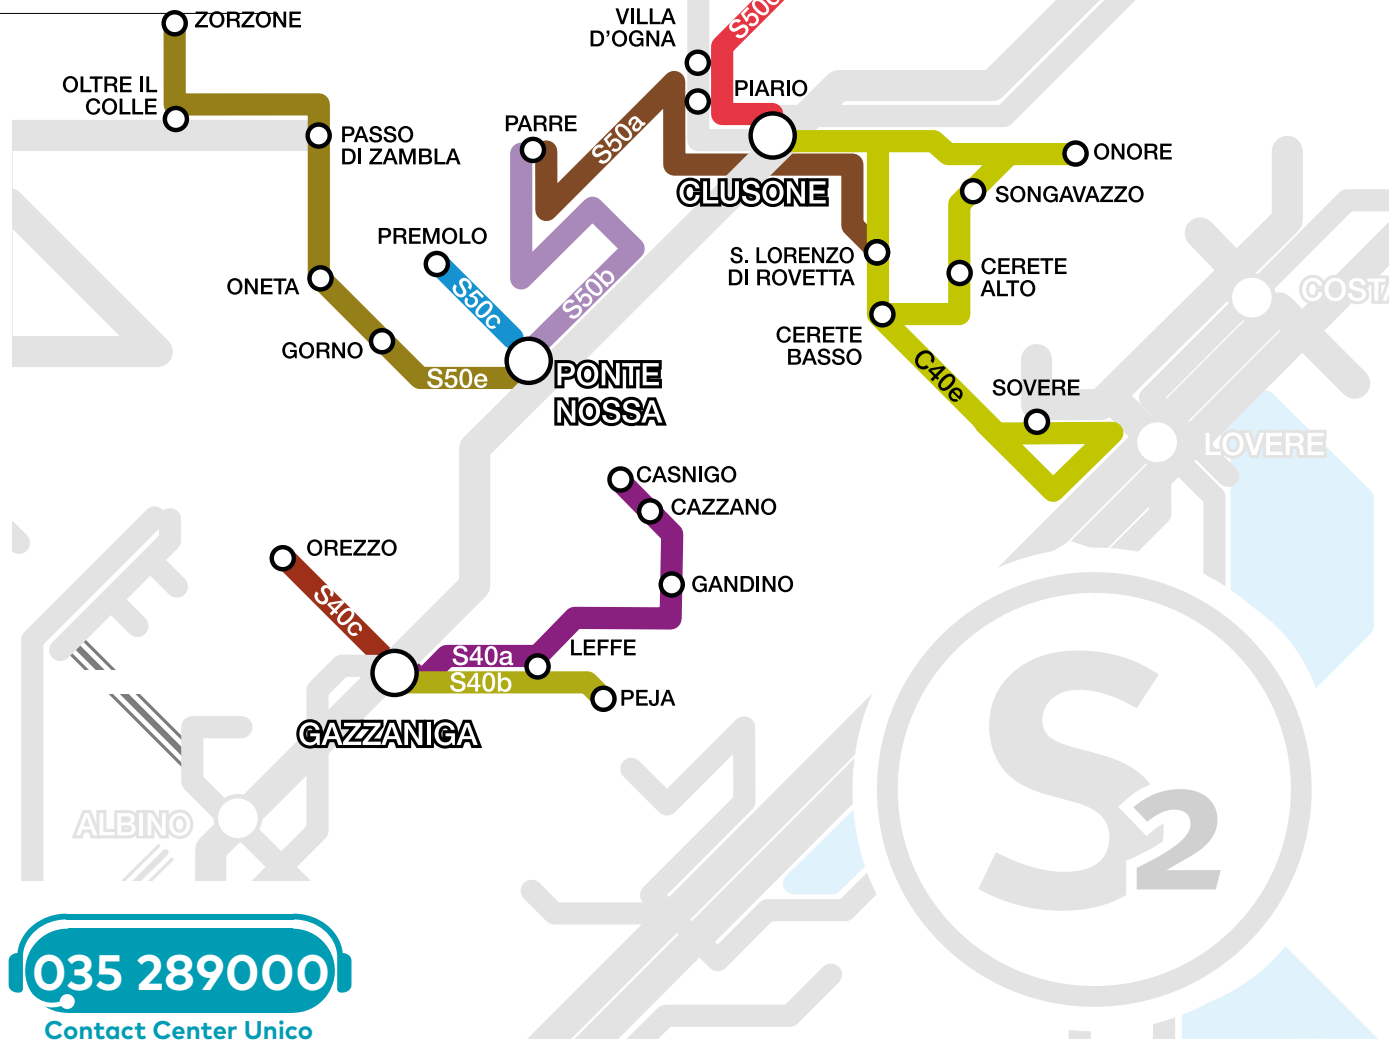 ZORZONE
VILLA
D'OGNA
OLTRE IL
COLLE
PIARIO
PASSO
DI ZAMBLA
PARRE
S50a
ONORE
CLUSONE
SONGAVAZZO
PREMOLO
S. LORENZO
DI ROVETTA
CERETE
ALTO
ONETA
S50c
S50b
GORNO
CERETE
BASSO
S50e
PONTE
NOSSA
C40e
SOVERE
LOVERE
CASNIGO
CAZZANO
OREZZO
GANDINO
S40c
LEFFE
S40a
S40b
PEJA
GAZZANIGA
ALBINO
S2
035 289000
Contact Center Unico